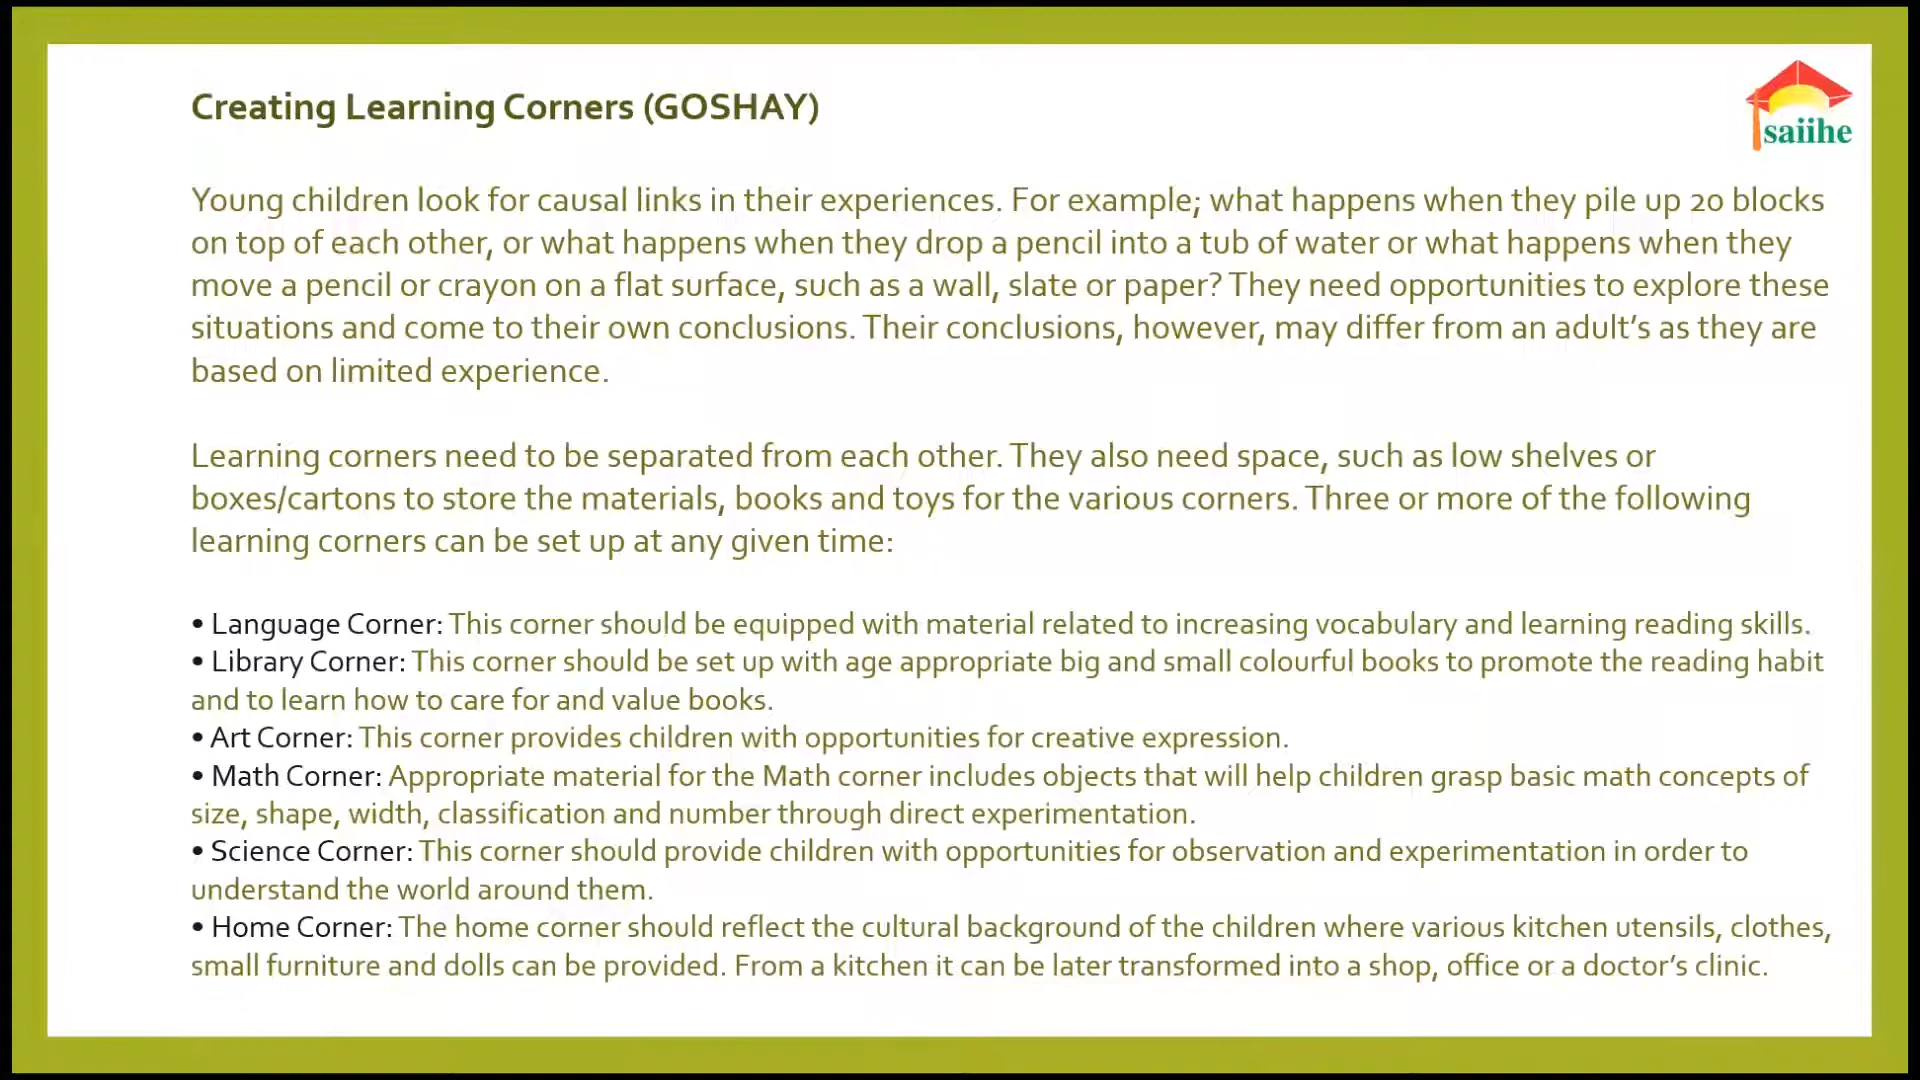 Creating Learning Corners (GOSHAY)
saiihe
Young children look for causal links in their experiences. For example; what happens when they pile up 20 blocks
on top of each other, or what happens when they drop a pencil into a tub of water or what happens when they
move a pencil or crayon on a flat surface, such as a wall, slate or paper? They need opportunities to explore these
situations and come to their own conclusions. Their conclusions, however, may differ from an adult’s as they are
based on limited experience.
Learning corners need to be separated from each other. They also need space, such as low shelves or
boxes/cartons to store the materials, books and toys for the various corners. Three or more of the following
learning corners can be set up at any given time:
• Language Corner: This corner should be equipped with material related to increasing vocabulary and learning reading skills.
• Library Corner: This corner should be set up with age appropriate big and small colourful books to promote the reading habit
and to learn how to care for and value books.
• Art Corner: This corner provides children with opportunities for creative expression.
• Math Corner: Appropriate material for the Math corner includes objects that will help children grasp basic math concepts of
size, shape, width, classification and number through direct experimentation.
• Science Corner: This corner should provide children with opportunities for observation and experimentation in order to
understand the world around them.
• Home Corner: The home corner should reflect the cultural background of the children where various kitchen utensils, clothes,
small furniture and dolls can be provided. From a kitchen it can be later transformed into a shop, office or a doctor’s clinic.